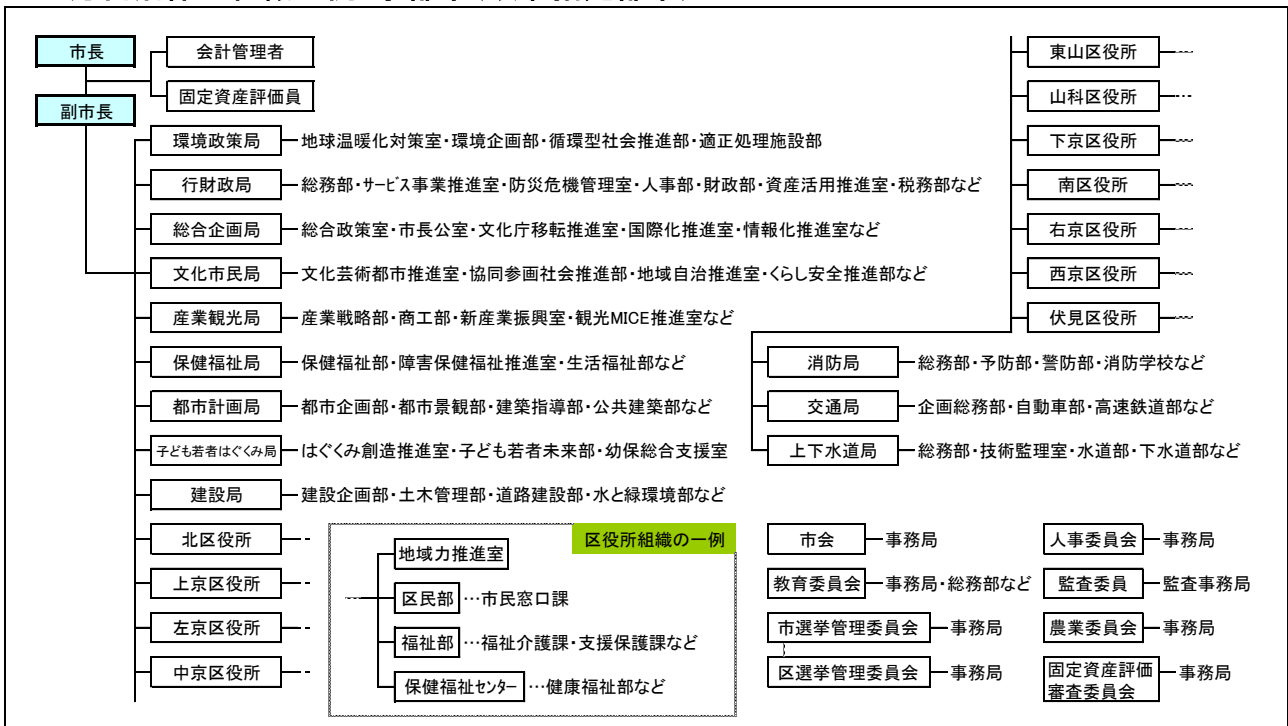 市長
会計管理者
固定資産評価員
副市長
環境政策局 地球温暖化対策室・環境企画部・循環型社会推進部・適正処理施設部
行財政局 総務部・サービス事業推進室・防災危機管理室・人事部・財政部・資産活用推進室・税務部など
総合企画局 総合政策室・市長公室・文化庁移転推進室・国際化推進室・情報化推進室など
文化市民局 文化芸術都市推進室・協同参画社会推進部・地域自治推進室・くらし安全推進部など
産業観光局 産業戦略部・商工部・新産業振興室・観光MICE推進室など
保健福祉局 保健福祉部・障害保健福祉推進室・生活福祉部など
都市計画局 都市企画部・都市景観部・建築指導部・公共建築部など
子ども若者はぐくみ局 はぐくみ創造推進室・子ども若者未来部・幼保総合支援室
建設局 建設企画部・土木管理部・道路建設部・水と緑環境部など
北区役所
上京区役所
左京区役所
中京区役所
東山区役所
山科区役所
下京区役所
南区役所
右京区役所
西京区役所
伏見区役所
消防局 総務部・予防部・警防部・消防学校など
交通局 企画総務部・自動車部・高速鉄道部など
上下水道局 総務部・技術監理室・水道部・下水道部など
区役所組織の一例
地域力推進室
区民部…市民窓口課
福祉部…福祉介護課・支援保護課など
保健福祉センター…健康福祉部など
市会 事務局
教育委員会 事務局・総務部など
市選挙管理委員会 事務局
区選挙管理委員会 事務局
人事委員会 事務局
監査委員 監査事務局
農業委員会 事務局
固定資産評価
審査委員会 事務局